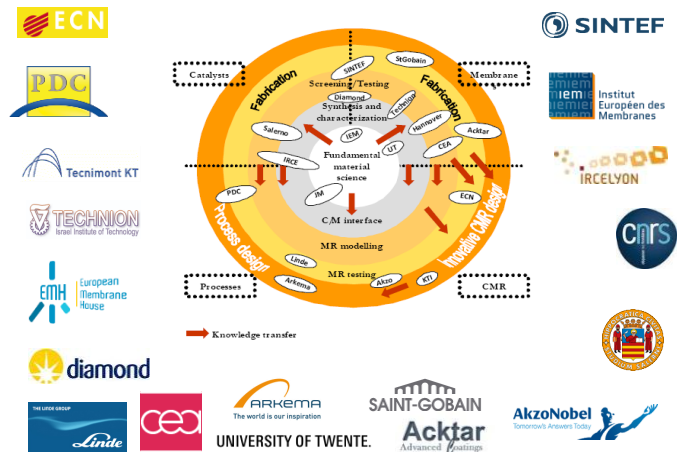 ECN
SINTEF
PDC
Tecnimont KT
TECHNION
Israel Institute of Technology
EMH
European
Membrane
House
diamond
THE LINDE GROUP
Linde
cea
ARKEMA
The world is our inspiration
UNIVERSITY OF TWENTE.
SAINT-GOBAIN
Acktar
Advanced Coatings
AkzoNobel
Tomorrow's Answers Today
iem
Institut
Européen des
Membranes
IRCELYON
cnrs
Catalysts
Membrane
Processes
CMR
Fabrication
Fabrication
Process design
Innovative CMR design
SINTEF
StGobain
Screening/Testing
Diamond
Technion
Synthesis and
characterization
Salerno
IEM
Hannover
Acktar
UT
CEA
IRCE
Fundamental
material
science
PDC
JM
ECN
C/M interface
MR modelling
Linde
MR testing
Arkema
Akzo
KTI
Knowledge transfer